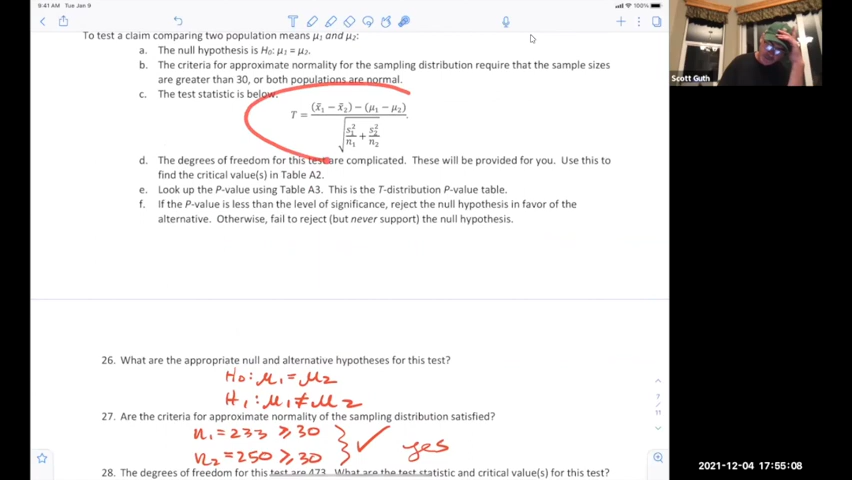 9:41 AM Tue Jan 9
100%
To test a claim comparing two population means μ₁ and μ₂:
a. The null hypothesis is H₀: μ₁ = μ₂.
b. The criteria for approximate normality for the sampling distribution require that the sample sizes
are greater than 30, or both populations are normal.
c. The test statistic is below.
T = (x̄₁ − x̄₂) − (μ₁ − μ₂) / √(s₁²/n₁ + s₂²/n₂).
d. The degrees of freedom for this test are complicated. These will be provided for you. Use this to
find the critical value(s) in Table A2.
e. Look up the P-value using Table A3. This is the T-distribution P-value table.
f. If the P-value is less than the level of significance, reject the null hypothesis in favor of the
alternative. Otherwise, fail to reject (but never support) the null hypothesis.
26. What are the appropriate null and alternative hypotheses for this test?
H₀: μ₁ = μ₂
H₁: μ₁ ≠ μ₂
27. Are the criteria for approximate normality of the sampling distribution satisfied?
n₁ = 233 ≥ 30
n₂ = 250 ≥ 30 } ✓ yes
28. The degrees of freedom for this test are 473. What are the test statistic and critical value(s) for this test?
7
/
11
Scott Guth
2021-12-04 17:55:08